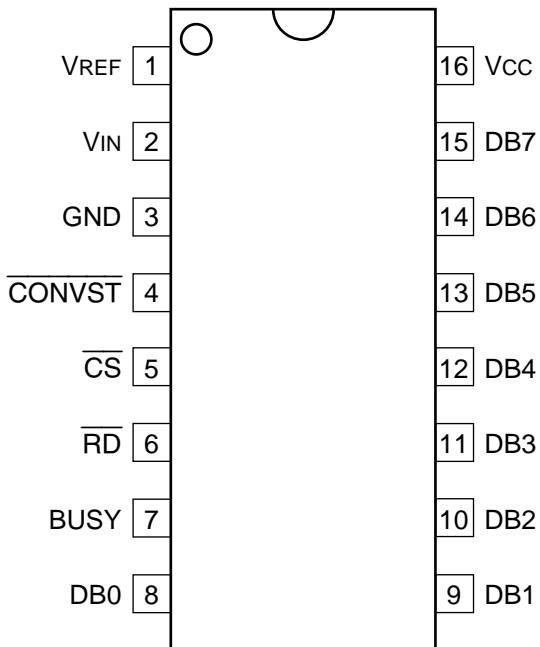 VREF 1 16 VCC
VIN 2 15 DB7
GND 3 14 DB6
CONVST 4 13 DB5
CS 5 12 DB4
RD 6 11 DB3
BUSY 7 10 DB2
DB0 8 9 DB1